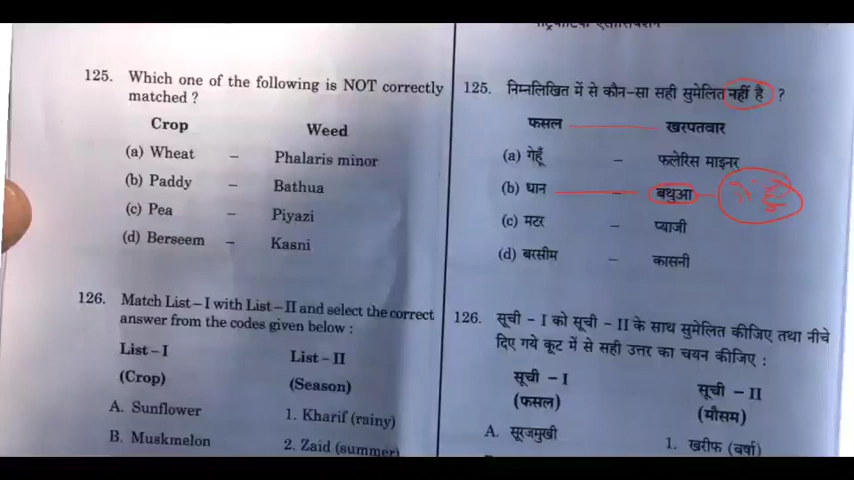 125. Which one of the following is NOT correctly
matched ?
Crop Weed
(a) Wheat – Phalaris minor
(b) Paddy – Bathua
(c) Pea – Piyazi
(d) Berseem – Kasni
126. Match List – I with List – II and select the correct
answer from the codes given below :
List – I List – II
(Crop) (Season)
A. Sunflower 1. Kharif (rainy)
B. Muskmelon 2. Zaid (summer)
125. निम्नलिखित में से कौन-सा सही सुमेलित नहीं है ?
फसल खरपतवार
(a) गेहूँ – फलेरिस माइनर
(b) धान – बथुआ
(c) मटर – प्याजी
(d) बरसीम – कासनी
126. सूची – I को सूची – II के साथ सुमेलित कीजिए तथा नीचे
दिए गये कूट में से सही उत्तर का चयन कीजिए :
सूची – I सूची – II
(फसल) (मौसम)
A. सूरजमुखी 1. खरीफ (वर्षा)